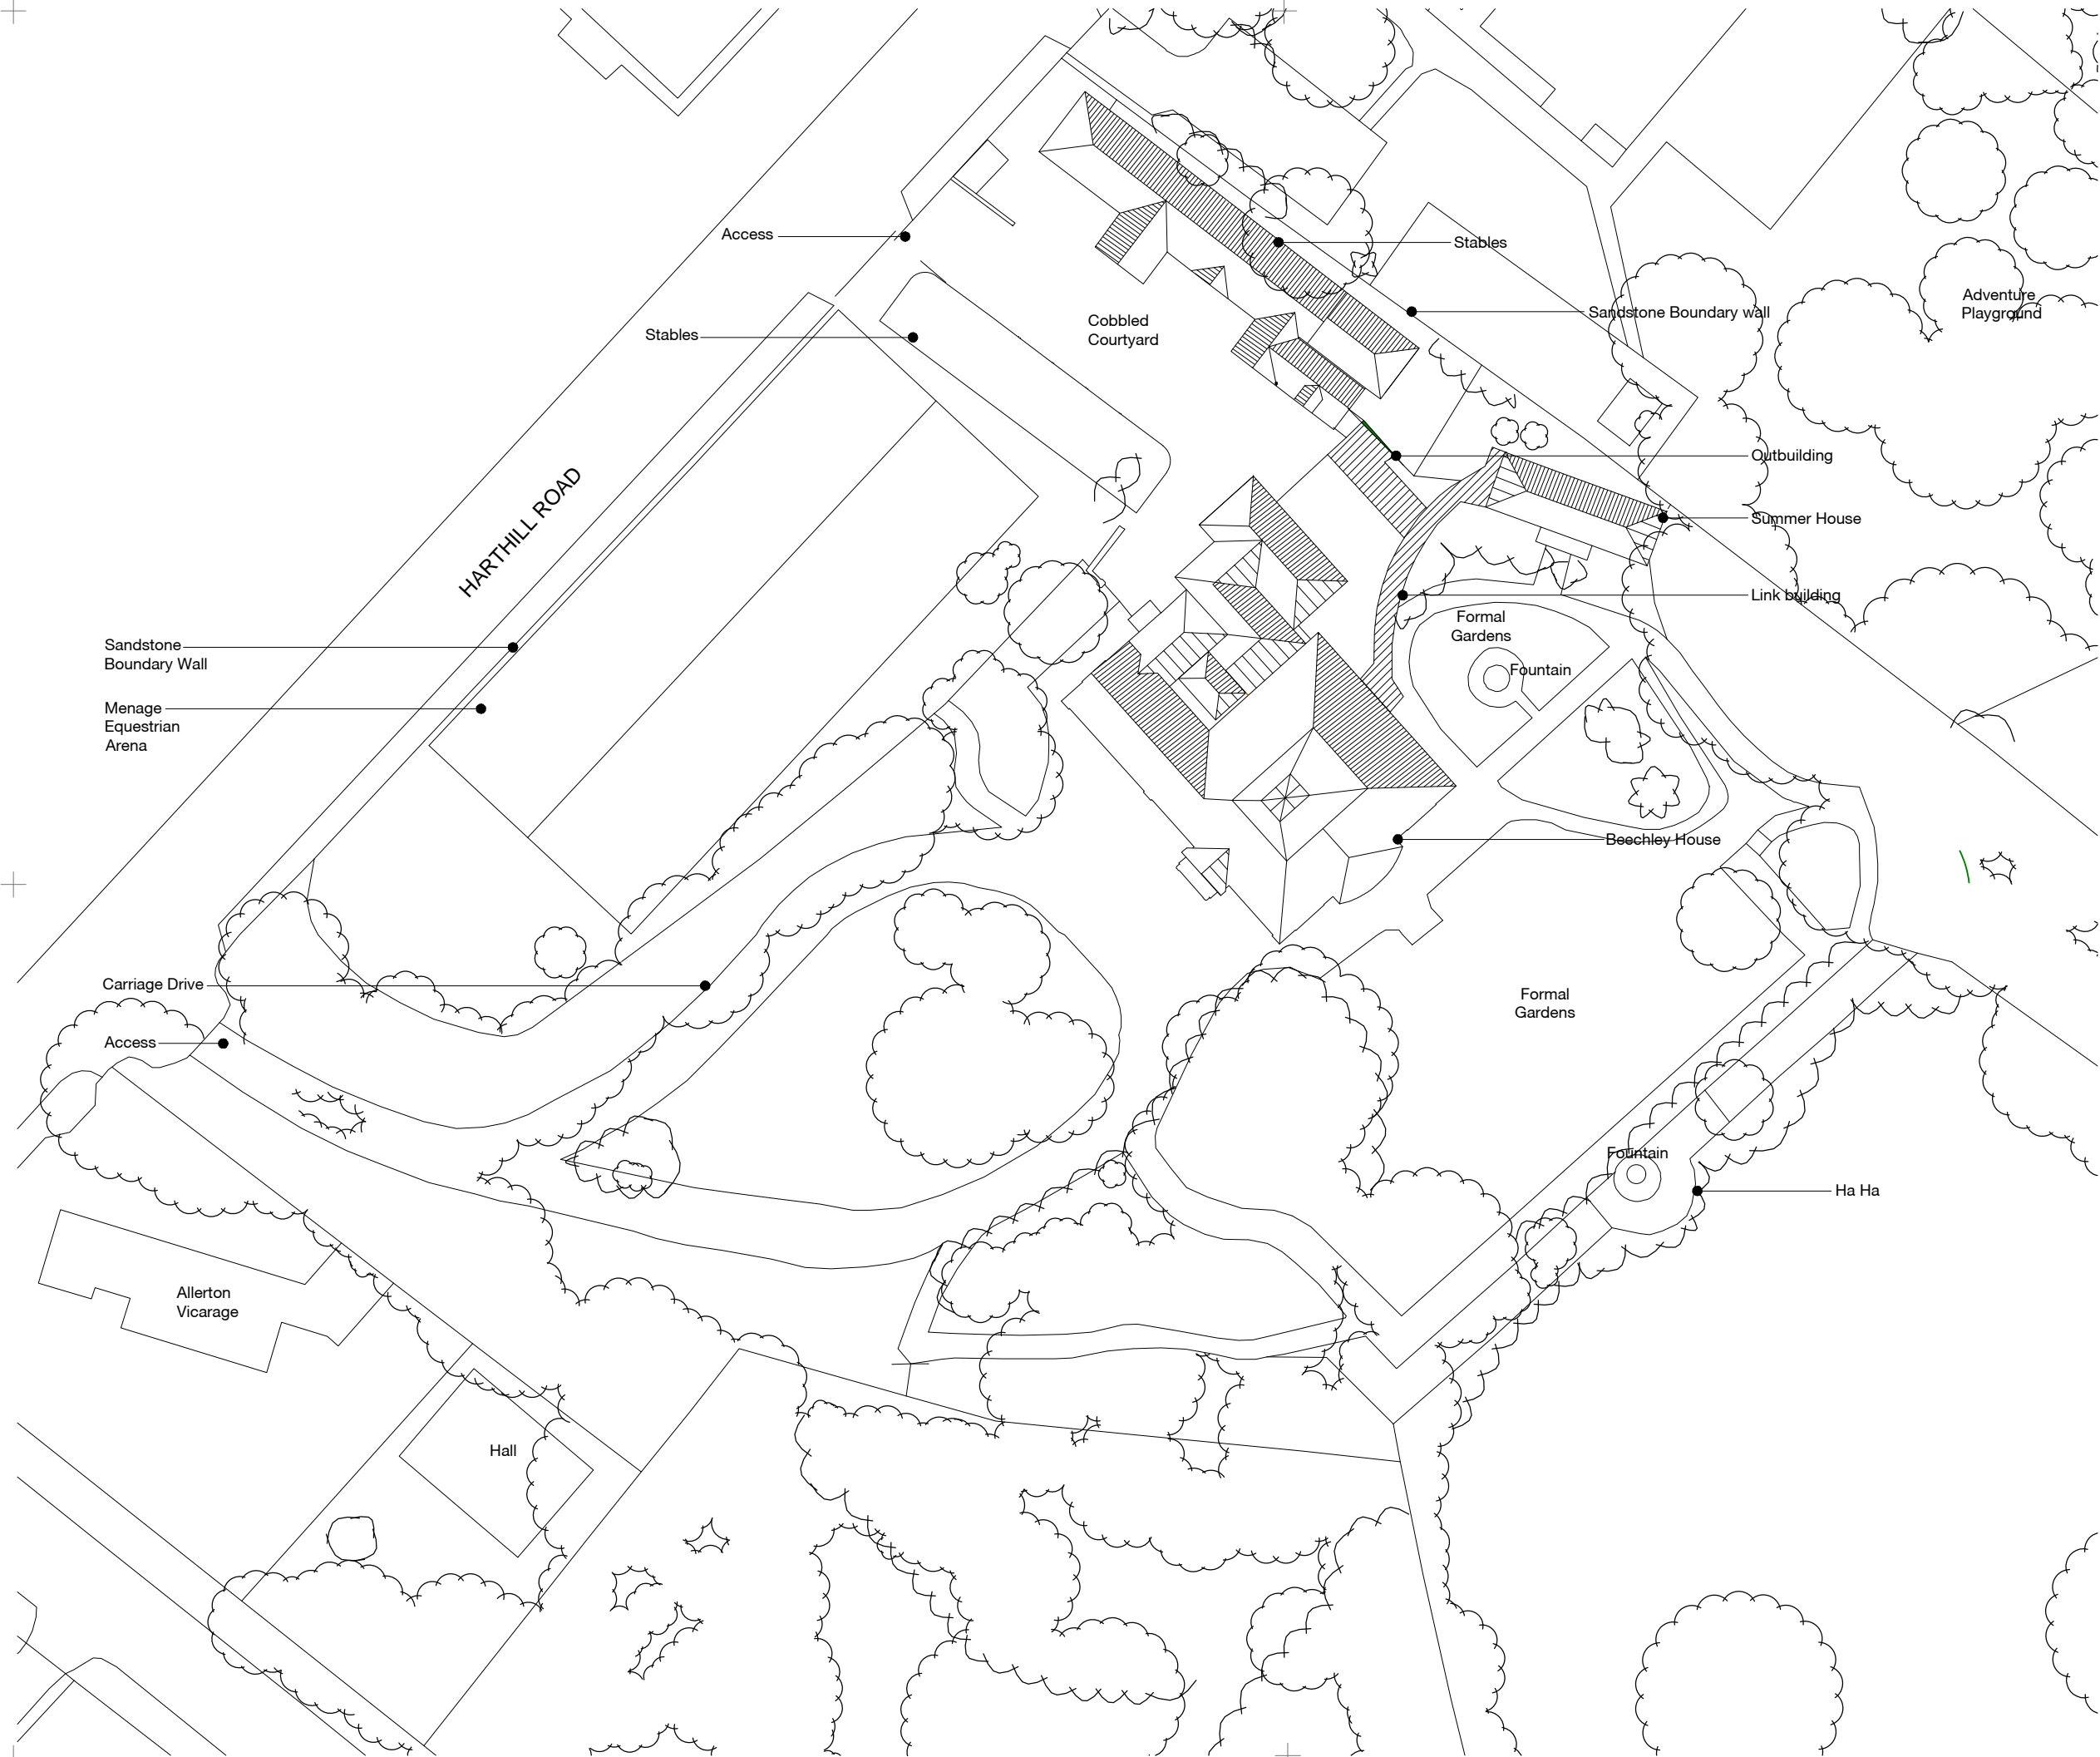 Access
Stables
Stables
Sandstone Boundary wall
Adventure
Playground
Cobbled
Courtyard
Outbuilding
Summer House
HARTHILL ROAD
Link building
Formal
Gardens
Fountain
Sandstone
Boundary Wall
Menage
Equestrian
Arena
Beechley House
Carriage Drive
Formal
Gardens
Access
Fountain
Ha Ha
Allerton
Vicarage
Hall